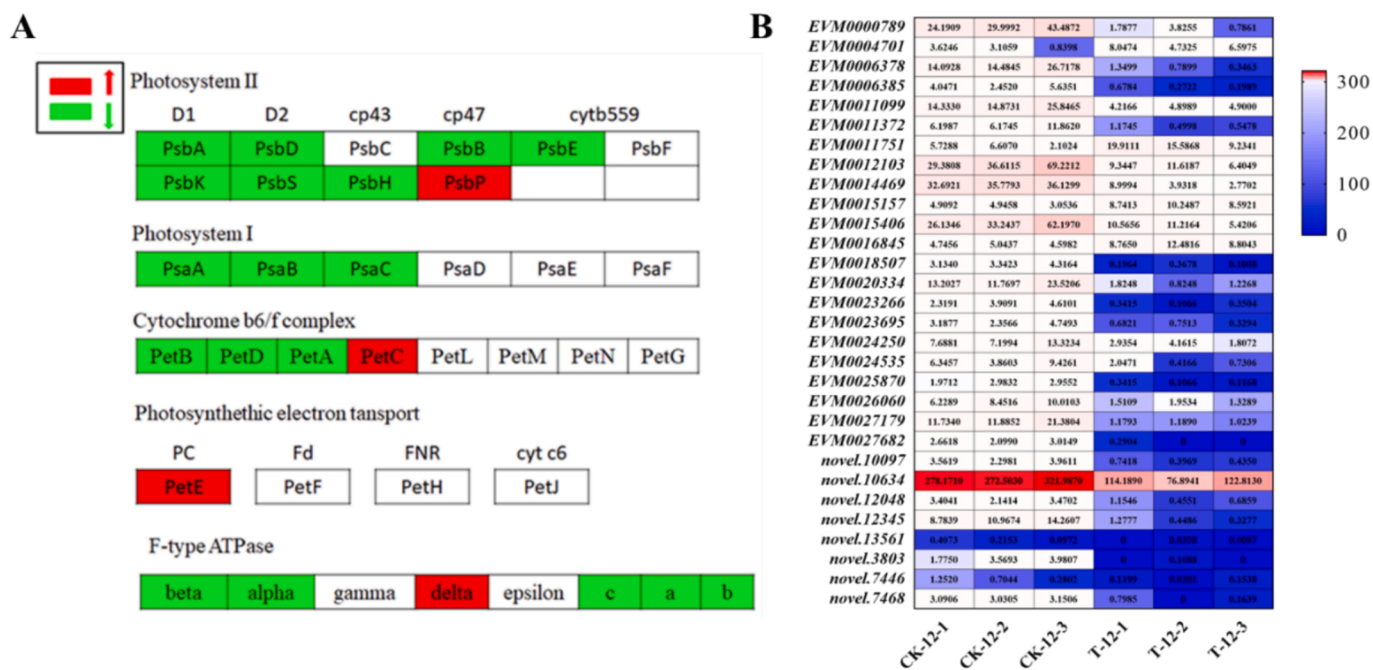 A
Photosystem II
D1 D2 cp43 cp47 cytb559
PsbA PsbD PsbC PsbB PsbE PsbF
PsbK PsbS PsbH PsbP
Photosystem I
PsaA PsaB PsaC PsaD PsaE PsaF
Cytochrome b6/f complex
PetB PetD PetA PetC PetL PetM PetN PetG
Photosynthethic electron tansport
PC Fd FNR cyt c6
PetE PetF PetH PetJ
F-type ATPase
beta alpha gamma delta epsilon c a b
B
EVM0000789 24.1909 29.9992 43.4872 1.7877 3.8255 0.7861
EVM0004701 3.6246 3.1059 0.8398 8.0474 4.7325 6.5975
EVM0006378 14.0928 14.4845 26.7178 1.3499 0.7899 0.3463
EVM0006385 4.0471 2.4520 5.6351 0.6784 0.2722 0.1989
EVM0011099 14.3330 14.8731 25.8465 4.2166 4.8989 4.9000
EVM0011372 6.1987 6.1745 11.8620 1.1745 0.4998 0.5478
EVM0011751 5.7288 6.6070 2.1024 19.9111 15.5868 9.2341
EVM0012103 29.3808 36.6115 69.2212 9.3447 11.6187 6.4049
EVM0014469 32.6921 35.7793 36.1299 8.9994 3.9318 2.7702
EVM0015157 4.9092 4.9458 3.0536 8.7413 10.2487 8.5921
EVM0015406 26.1346 33.2437 62.1970 10.5656 11.2164 5.4206
EVM0016845 4.7456 5.0437 4.5982 8.7650 12.4816 8.8043
EVM0018507 3.1340 3.3423 4.3164 0.1964 0.3678
EVM0020334 13.2027 11.7697 23.5206 1.8248 0.8248 1.2268
EVM0023266 2.3191 3.9091 4.6101 0.3415 0.1066 0.3504
EVM0023695 3.1877 2.3566 4.7493 0.6821 0.7513 0.3294
EVM0024250 7.6881 7.1994 13.3234 2.9354 4.1615 1.8072
EVM0024535 6.3457 3.8603 9.4261 2.0471 0.4166 0.7306
EVM0025870 1.9712 2.9832 2.9552 0.3415 0.1066 0.1168
EVM0026060 6.2289 8.4516 10.0103 1.5109 1.9534 1.3289
EVM0027179 11.7340 11.8852 21.3804 1.1793 1.1890 1.0239
EVM0027682 2.6618 2.0990 3.0149 0.2904 0 0
novel.10097 3.5619 2.2981 3.9611 0.7418 0.3969 0.4350
novel.10634 278.1710 272.5030 321.9870 114.1890 76.8941 122.8130
novel.12048 3.4041 2.1414 3.4702 1.1546 0.4551 0.6859
novel.12345 8.7839 10.9674 14.2607 1.2777 0.4486 0.3277
novel.13561 0.4073 0.2153 0.0972 0
novel.3803 1.7750 3.5693 3.9807 0 0.1088 0
novel.7446 1.2520 0.7044 0.2802 0.1199 0.1538
novel.7468 3.0906 3.0305 3.1506 0.7985 0 0.1639
CK-12-1 CK-12-2 CK-12-3 T-12-1 T-12-2 T-12-3
300
200
100
0